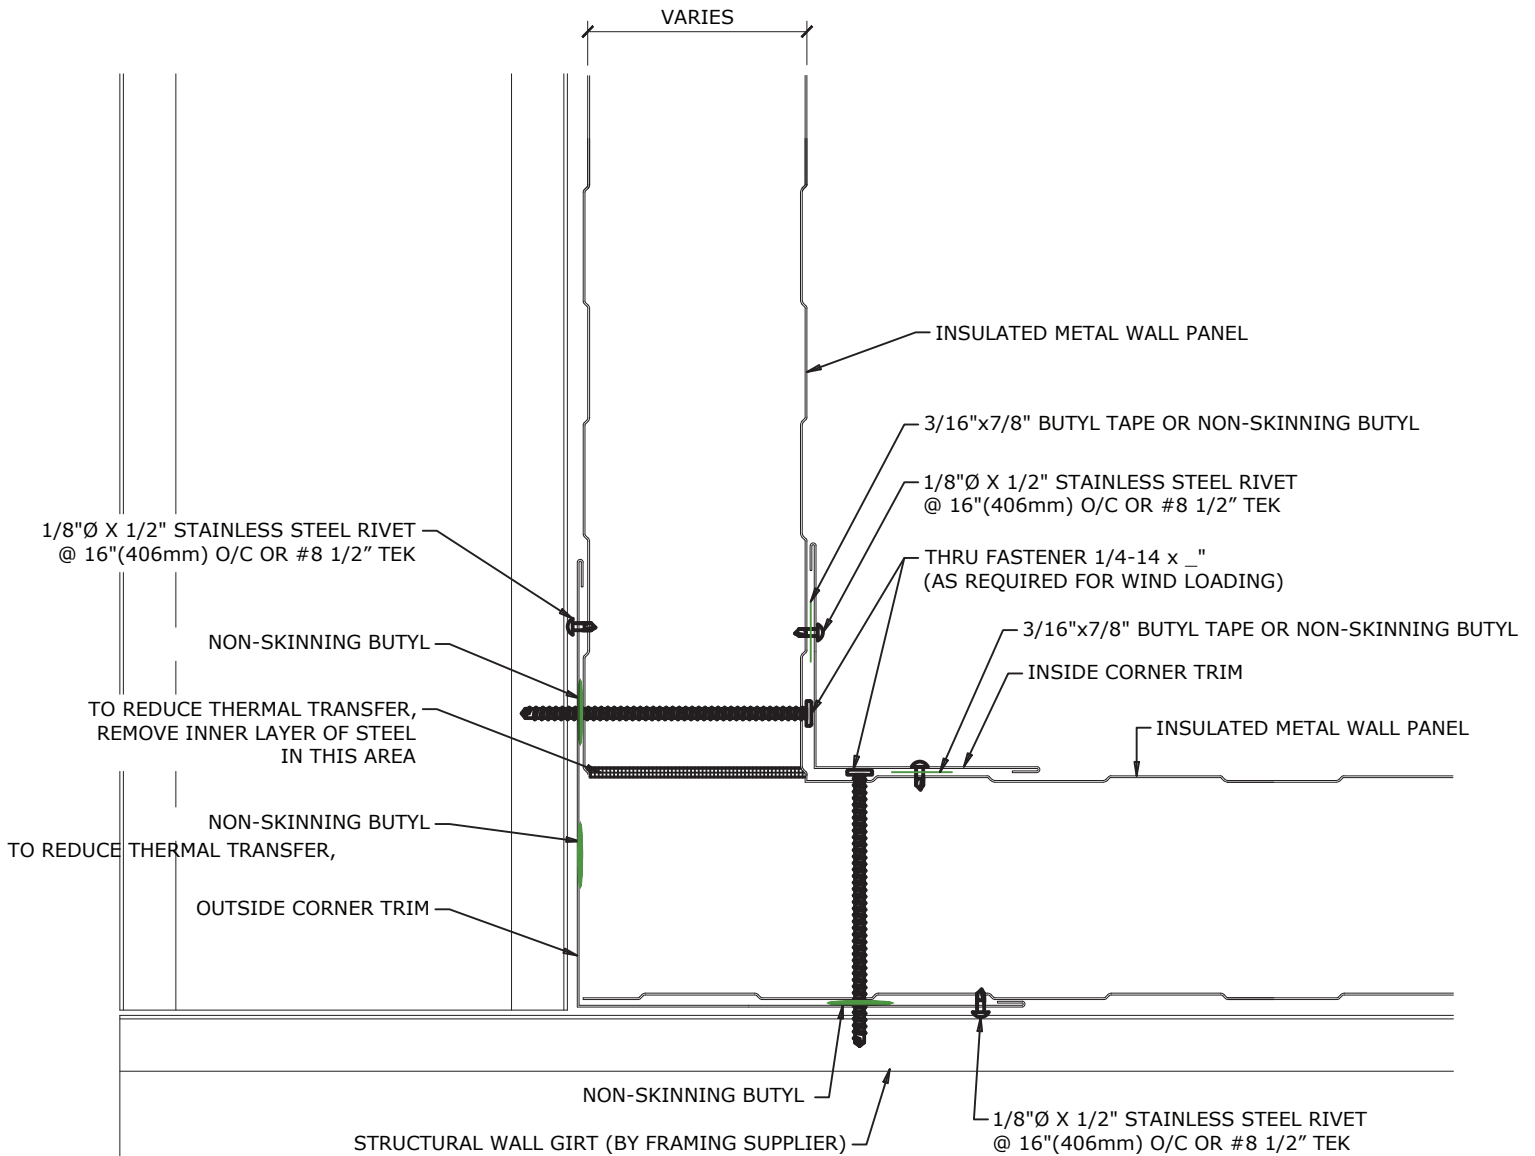 VARIES
INSULATED METAL WALL PANEL
3/16"x7/8" BUTYL TAPE OR NON-SKINNING BUTYL
1/8"Ø X 1/2" STAINLESS STEEL RIVET
@ 16"(406mm) O/C OR #8 1/2” TEK
1/8"Ø X 1/2" STAINLESS STEEL RIVET
@ 16"(406mm) O/C OR #8 1/2” TEK
THRU FASTENER 1/4-14 x _"
(AS REQUIRED FOR WIND LOADING)
3/16"x7/8" BUTYL TAPE OR NON-SKINNING BUTYL
NON-SKINNING BUTYL
INSIDE CORNER TRIM
TO REDUCE THERMAL TRANSFER,
REMOVE INNER LAYER OF STEEL
IN THIS AREA
INSULATED METAL WALL PANEL
NON-SKINNING BUTYL
TO REDUCE THERMAL TRANSFER,
OUTSIDE CORNER TRIM
NON-SKINNING BUTYL
STRUCTURAL WALL GIRT (BY FRAMING SUPPLIER)
1/8"Ø X 1/2" STAINLESS STEEL RIVET
@ 16"(406mm) O/C OR #8 1/2” TEK